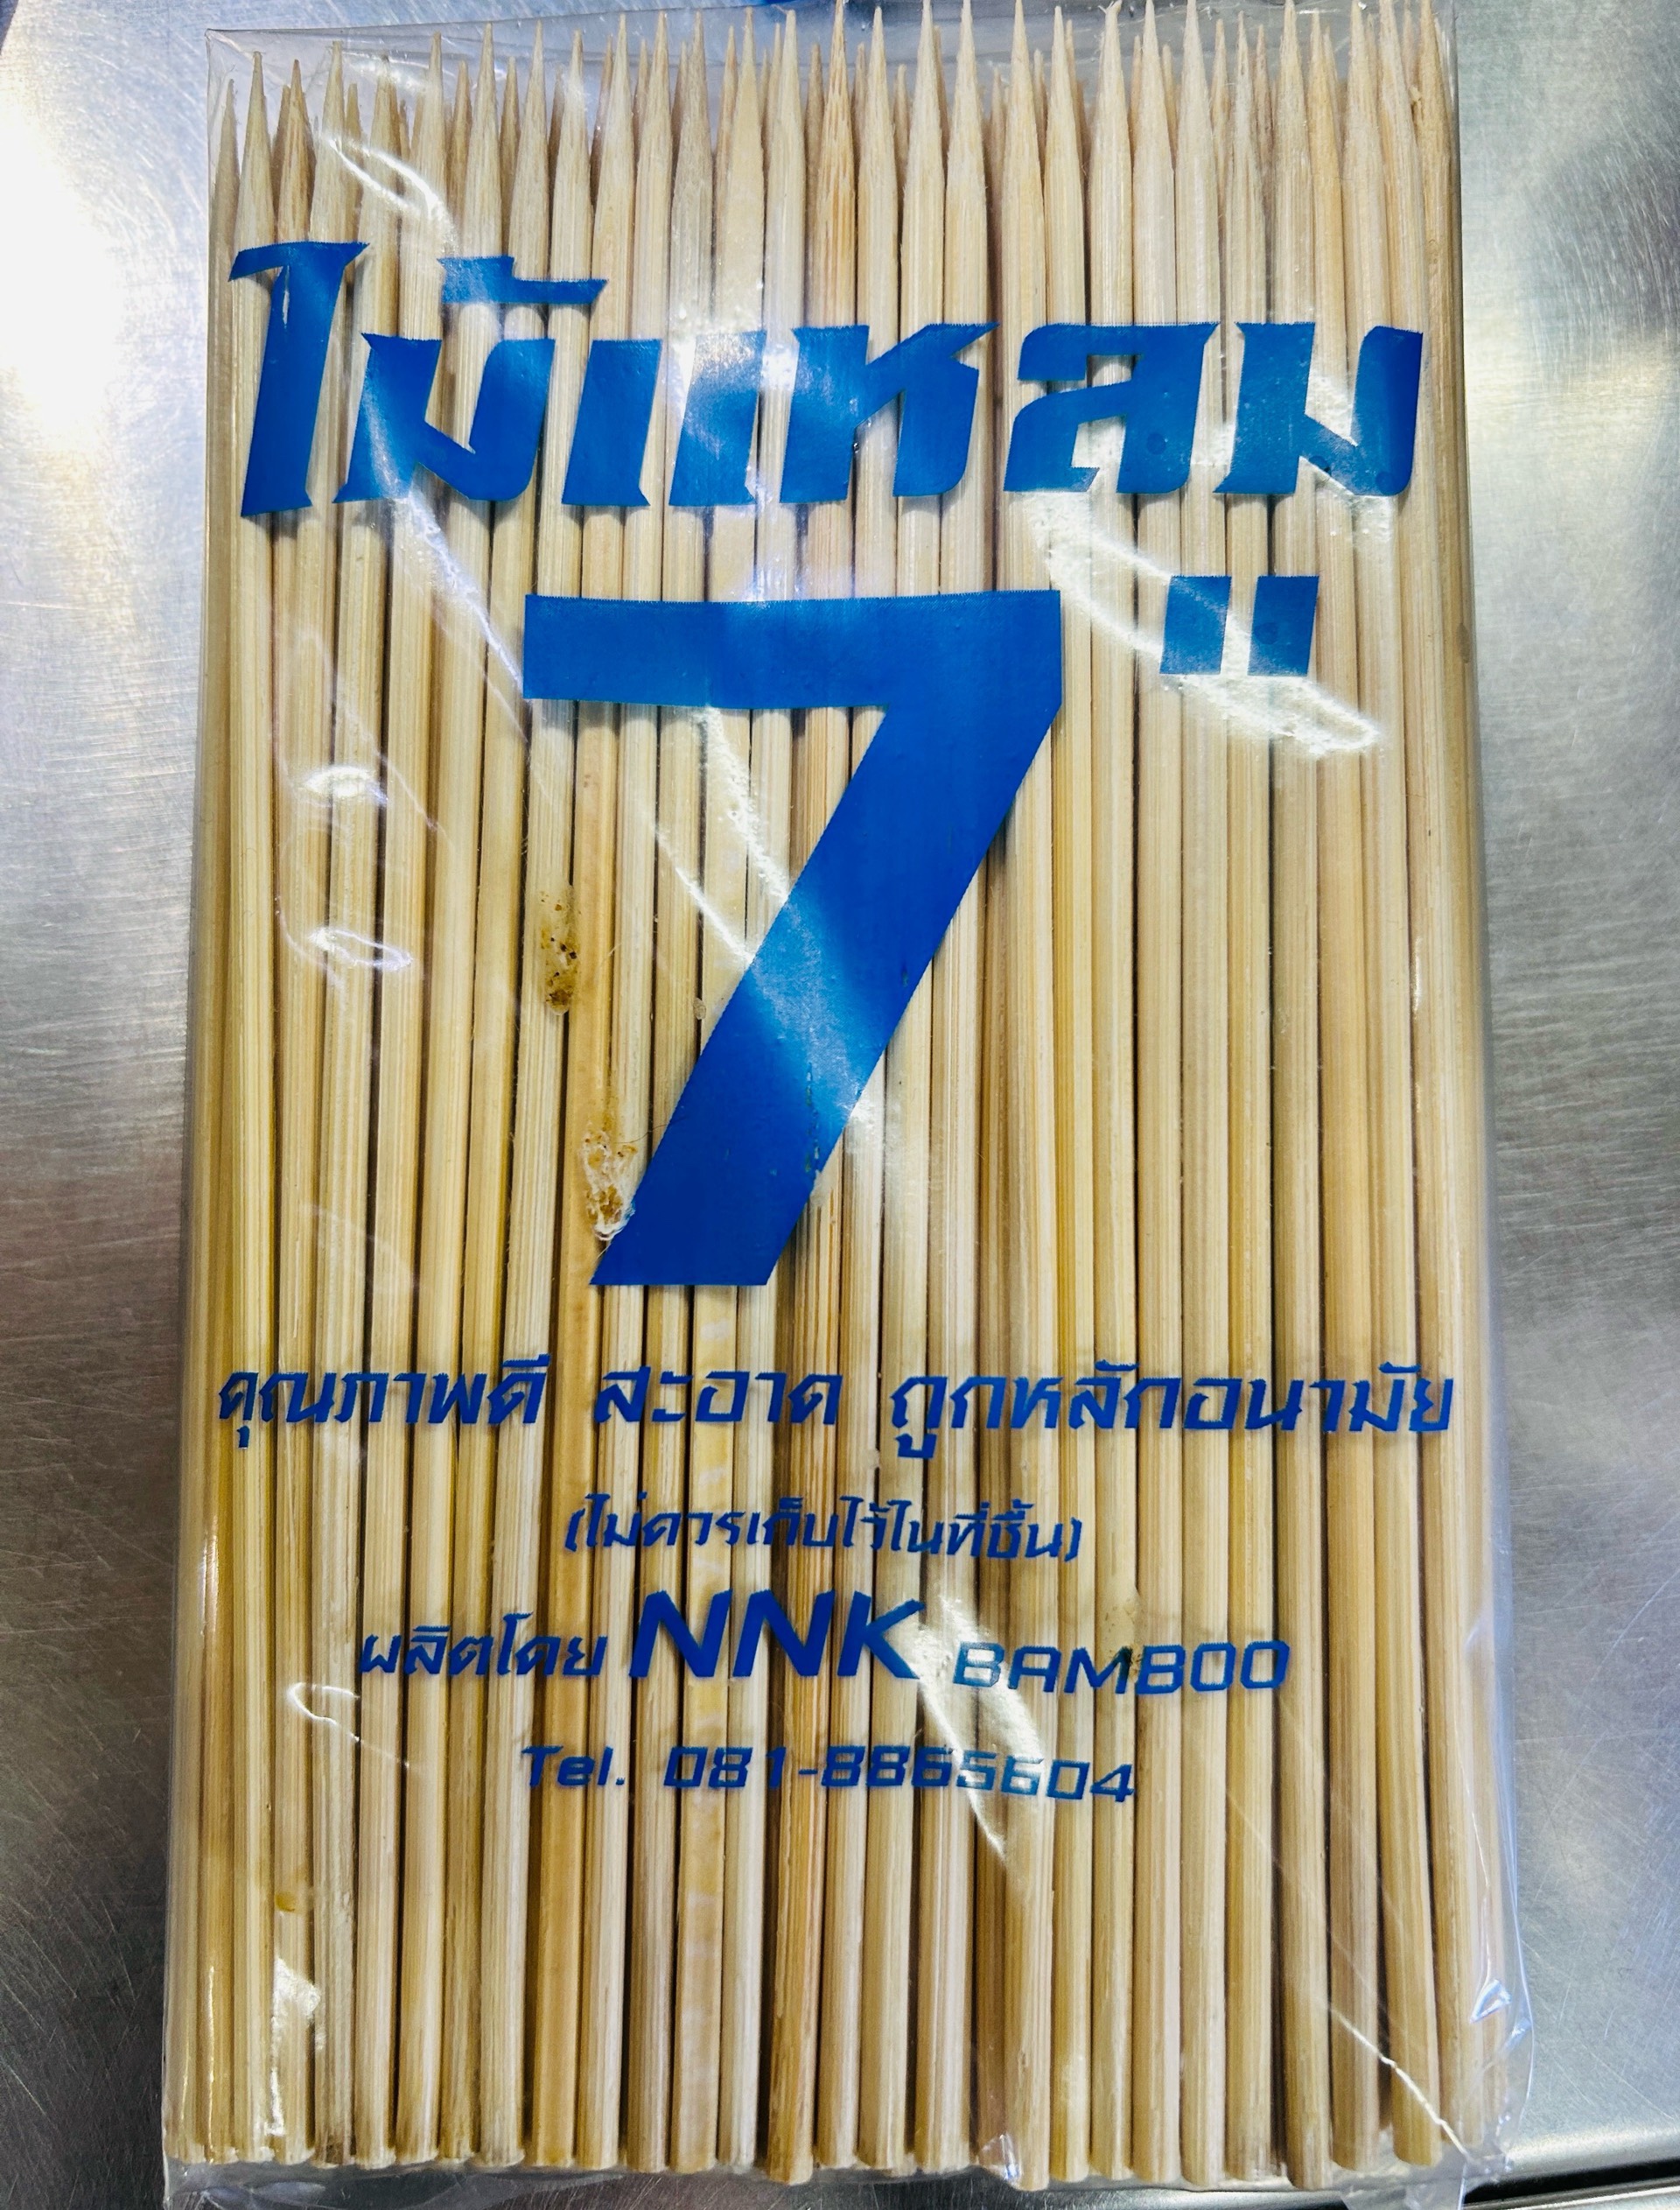 ไม้แหลม
7"
คุณภาพดี สะอาด ถูกหลักอนามัย
(ไม่ควรเก็บไว้ในที่ชื้น)
ผลิตโดย NNK BAMBOO
Tel. 081-8865604